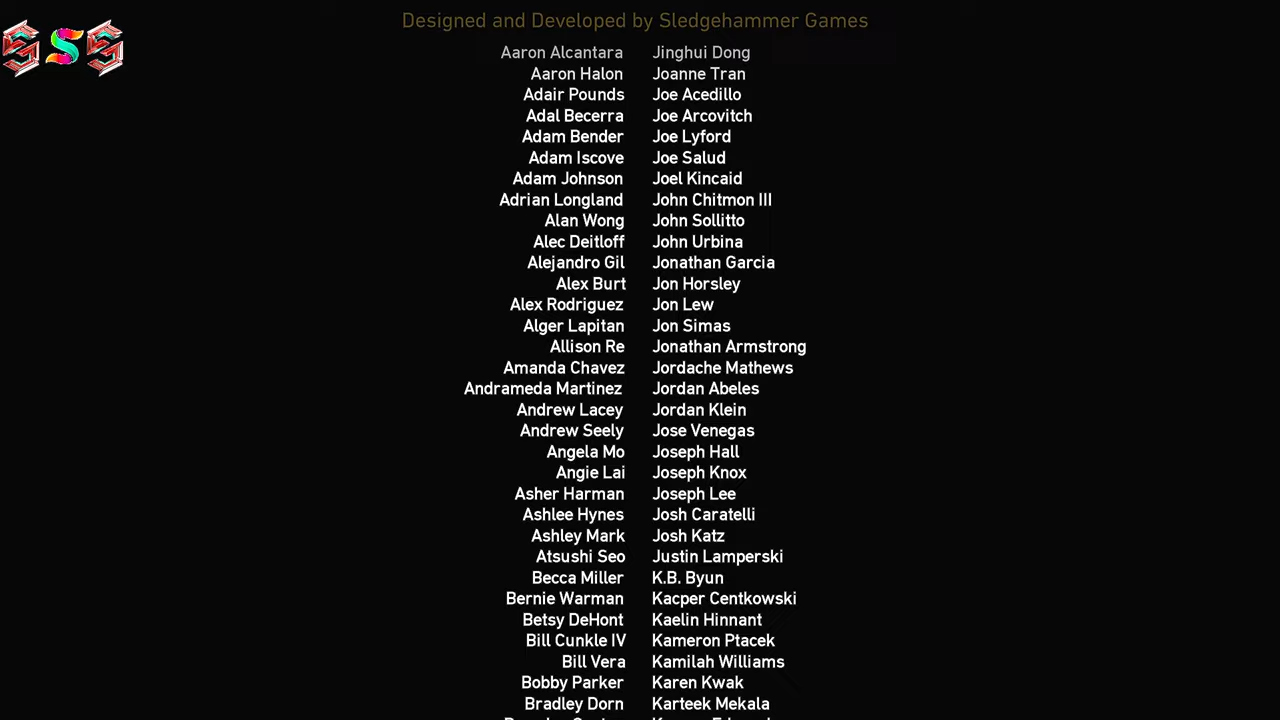 Designed and Developed by Sledgehammer Games
Aaron Alcantara Jinghui Dong
Aaron Halon Joanne Tran
Adair Pounds Joe Acedillo
Adal Becerra Joe Arcovitch
Adam Bender Joe Lyford
Adam Iscove Joe Salud
Adam Johnson Joel Kincaid
Adrian Longland John Chitmon III
Alan Wong John Sollitto
Alec Deitloff John Urbina
Alejandro Gil Jonathan Garcia
Alex Burt Jon Horsley
Alex Rodriguez Jon Lew
Alger Lapitan Jon Simas
Allison Re Jonathan Armstrong
Amanda Chavez Jordache Mathews
Andrameda Martinez Jordan Abeles
Andrew Lacey Jordan Klein
Andrew Seely Jose Venegas
Angela Mo Joseph Hall
Angie Lai Joseph Knox
Asher Harman Joseph Lee
Ashlee Hynes Josh Caratelli
Ashley Mark Josh Katz
Atsushi Seo Justin Lamperski
Becca Miller K.B. Byun
Bernie Warman Kacper Centkowski
Betsy DeHont Kaelin Hinnant
Bill Cunkle IV Kameron Ptacek
Bill Vera Kamilah Williams
Bobby Parker Karen Kwak
Bradley Dorn Karteek Mekala